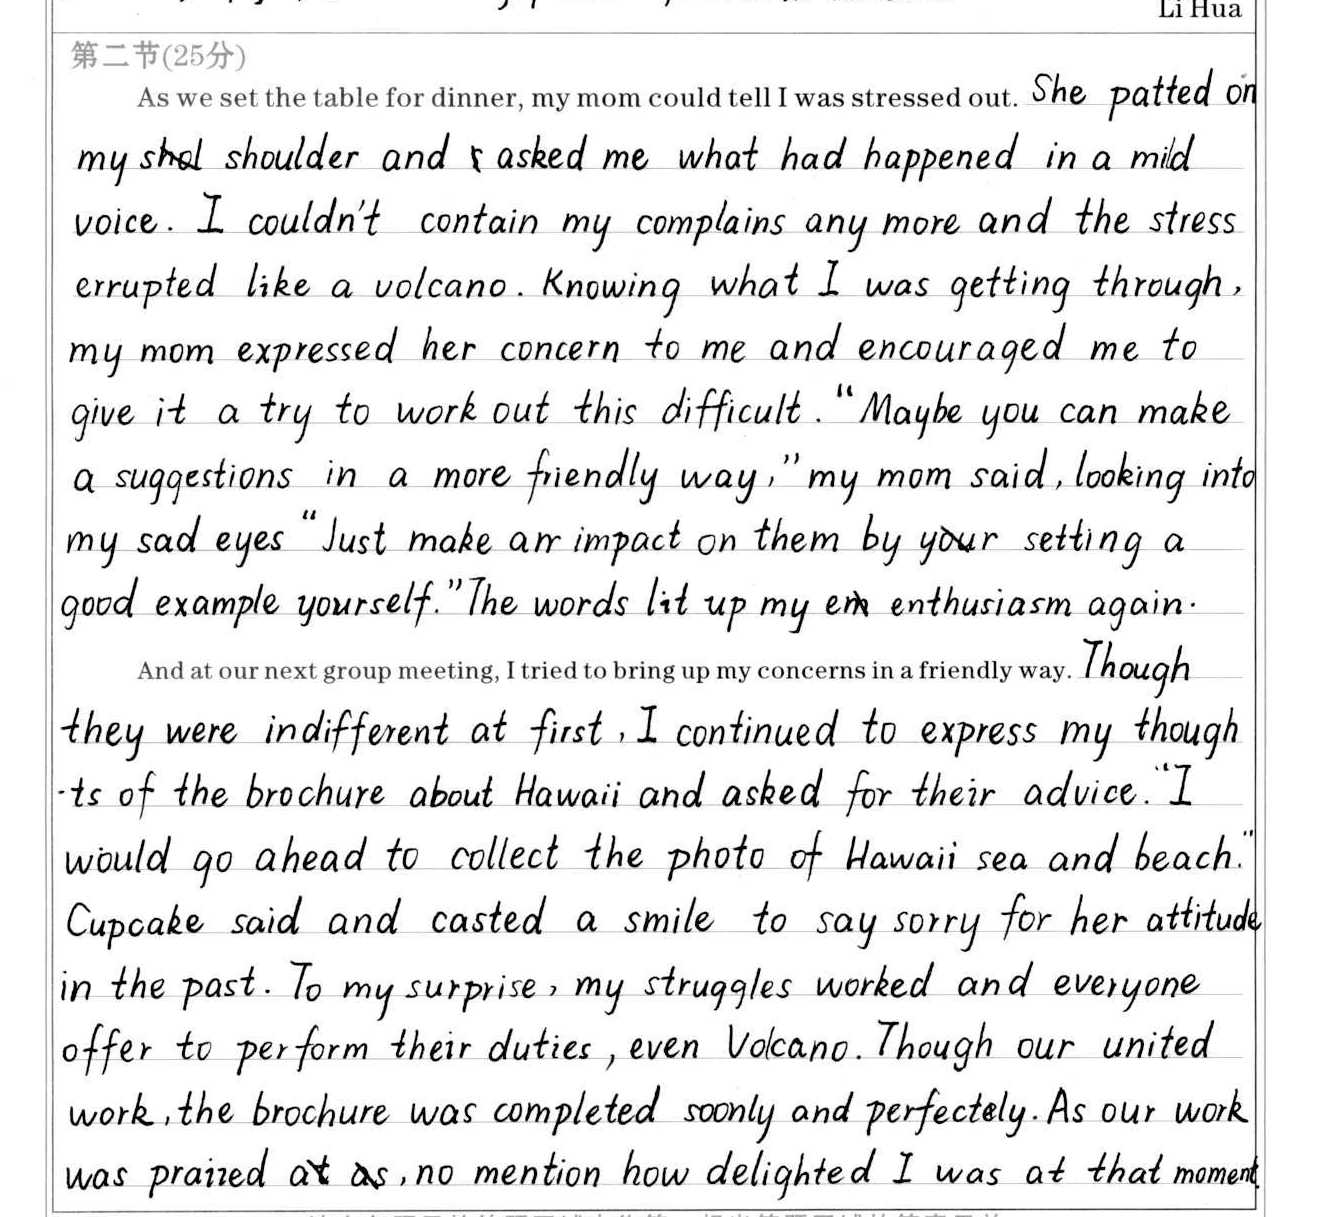 Li Hua
第二节(25分)
As we set the table for dinner, my mom could tell I was stressed out. She patted on
my shol shoulder and asked me what had happened in a mild
voice. I couldn't contain my complains any more and the stress
errupted like a volcano. Knowing what I was getting through,
my mom expressed her concern to me and encouraged me to
give it a try to work out this difficult. "Maybe you can make
a suggestions in a more friendly way," my mom said, looking into
my sad eyes "Just make an impact on them by your setting a
good example yourself." The words lit up my em enthusiasm again.
And at our next group meeting, I tried to bring up my concerns in a friendly way. Though
they were indifferent at first, I continued to express my though
-ts of the brochure about Hawaii and asked for their advice. "I
would go ahead to collect the photo of Hawaii sea and beach."
Cupcake said and casted a smile to say sorry for her attitude
in the past. To my surprise, my struggles worked and everyone
offer to perform their duties, even Volcano. Though our united
work, the brochure was completed soonly and perfectely. As our work
was praized at as, no mention how delighted I was at that moment.